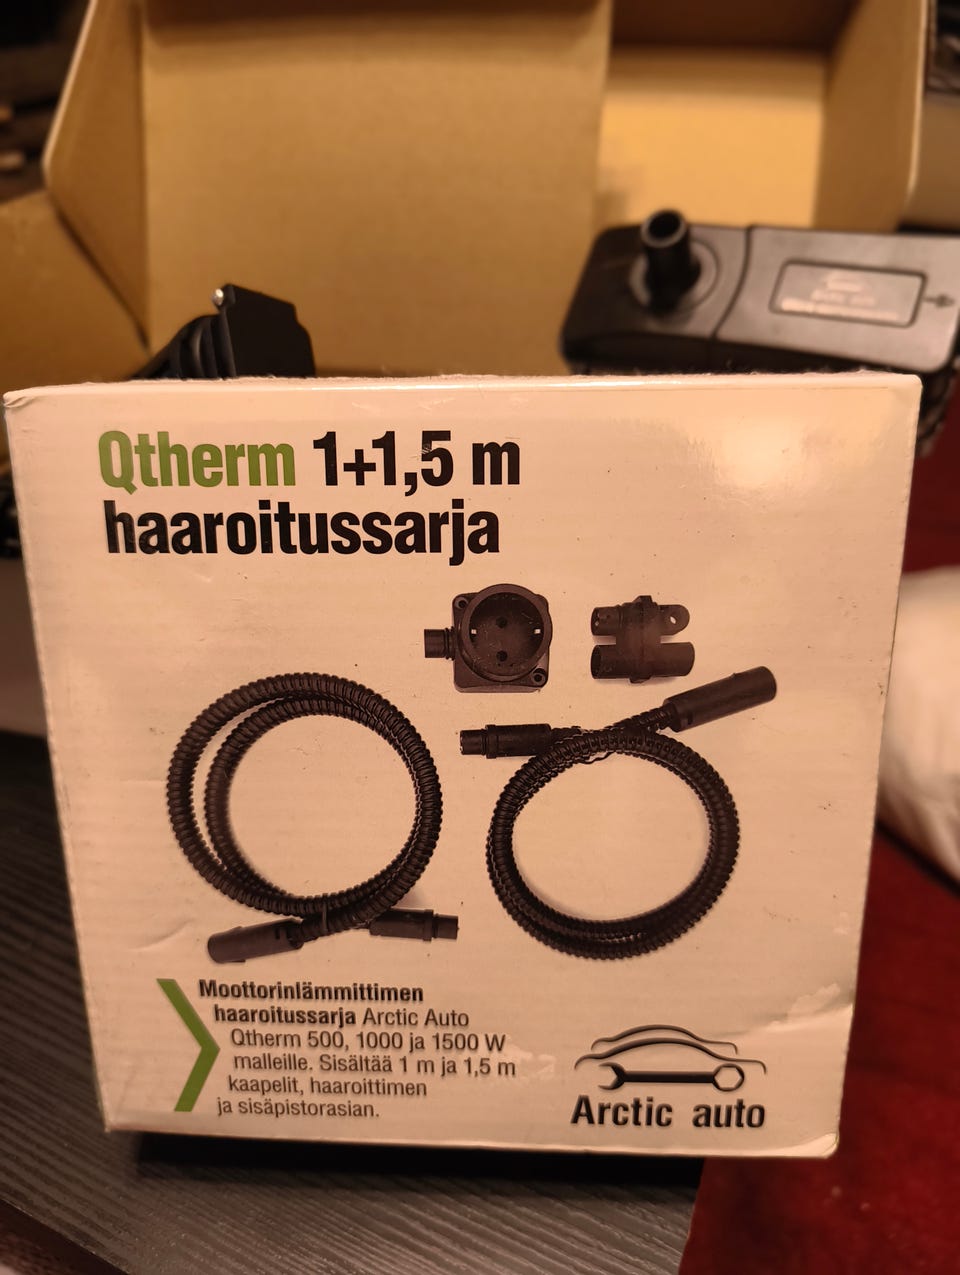 Qtherm 1+1,5 m
haaroitussarja
Moottorinlämmittimen
haaroitussarja Arctic Auto
Qtherm 500, 1000 ja 1500 W
malleille. Sisältää 1 m ja 1,5 m
kaapelit, haaroittimen
ja sisäpistorasian.
Arctic auto